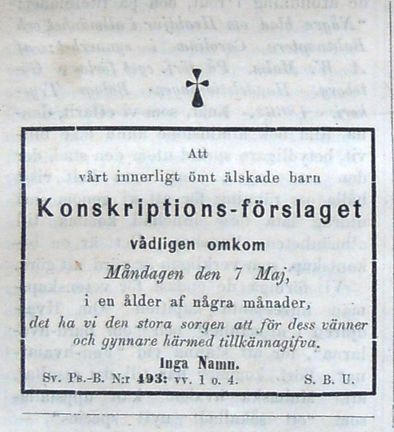 Att
vårt innerligt ömt älskade barn
Konskriptions-förslaget
vådligen omkom
Måndagen den 7 Maj,
i en ålder af några månader,
det ha vi den stora sorgen att för dess vänner
och gynnare härmed tillkännagifva.
Inga Namn.
Sv. Ps.-B. N:r 493: vv. 1 o. 4. S. B. U.